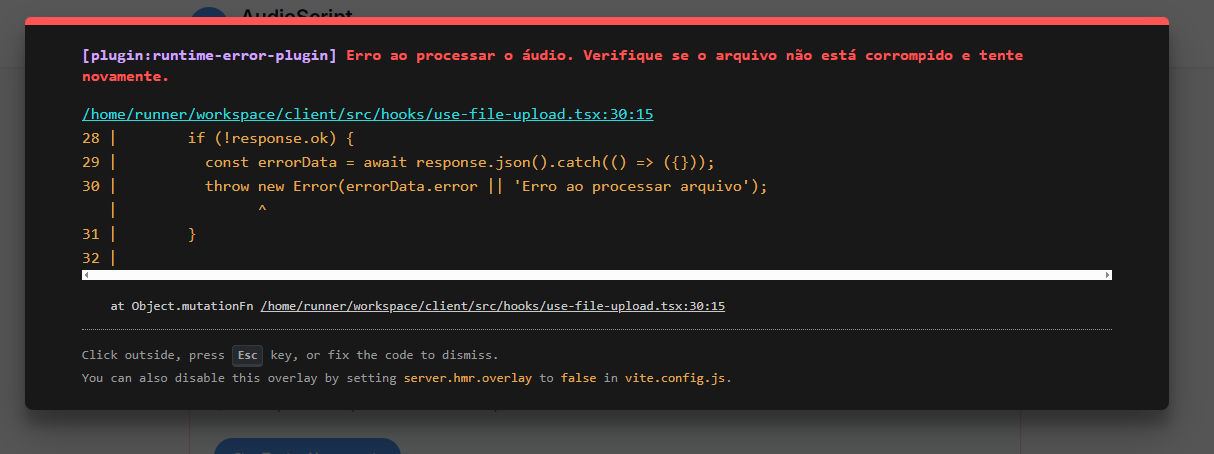 AudioScript
[plugin:runtime-error-plugin] Erro ao processar o áudio. Verifique se o arquivo não está corrompido e tente
novamente.
/home/runner/workspace/client/src/hooks/use-file-upload.tsx:30:15
28 |        if (!response.ok) {
29 |          const errorData = await response.json().catch(() => ({}));
30 |          throw new Error(errorData.error || 'Erro ao processar arquivo');
   |                ^
31 |        }
32 |
at Object.mutationFn /home/runner/workspace/client/src/hooks/use-file-upload.tsx:30:15
Click outside, press Esc key, or fix the code to dismiss.
You can also disable this overlay by setting server.hmr.overlay to false in vite.config.js.